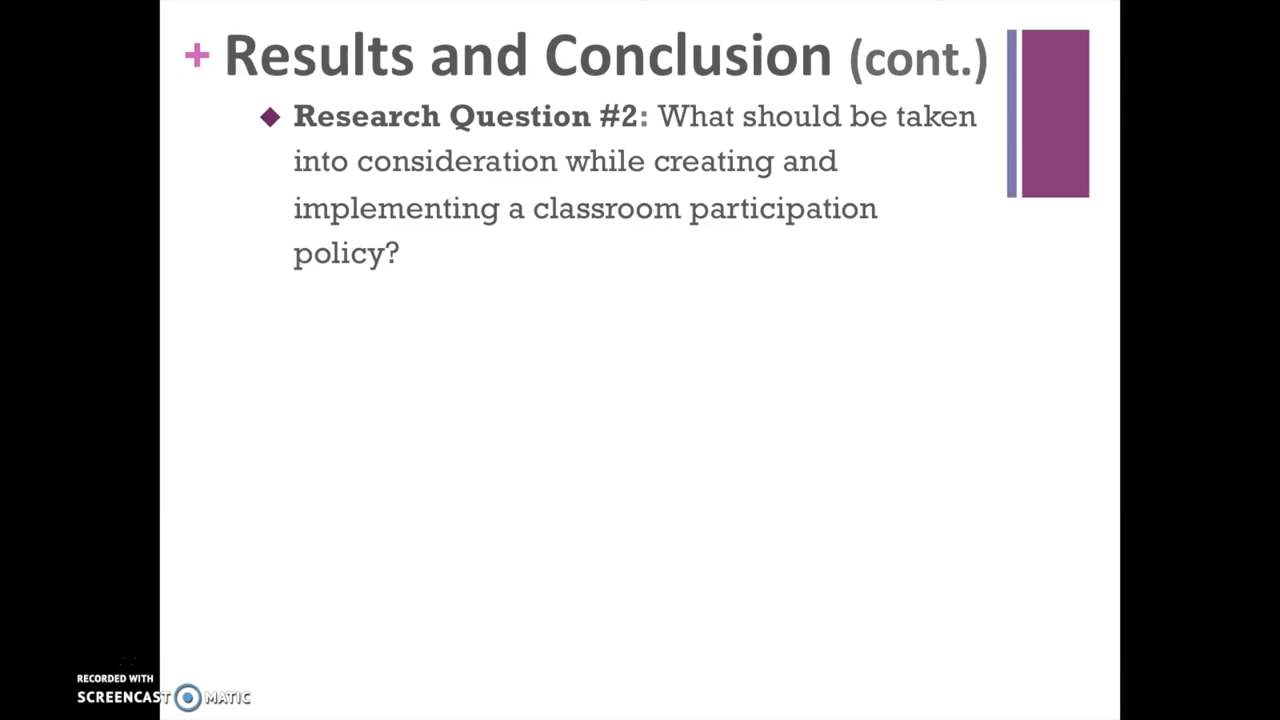 + Results and Conclusion (cont.)
Research Question #2: What should be taken
into consideration while creating and
implementing a classroom participation
policy?
RECORDED WITH
SCREENCAST MATIC